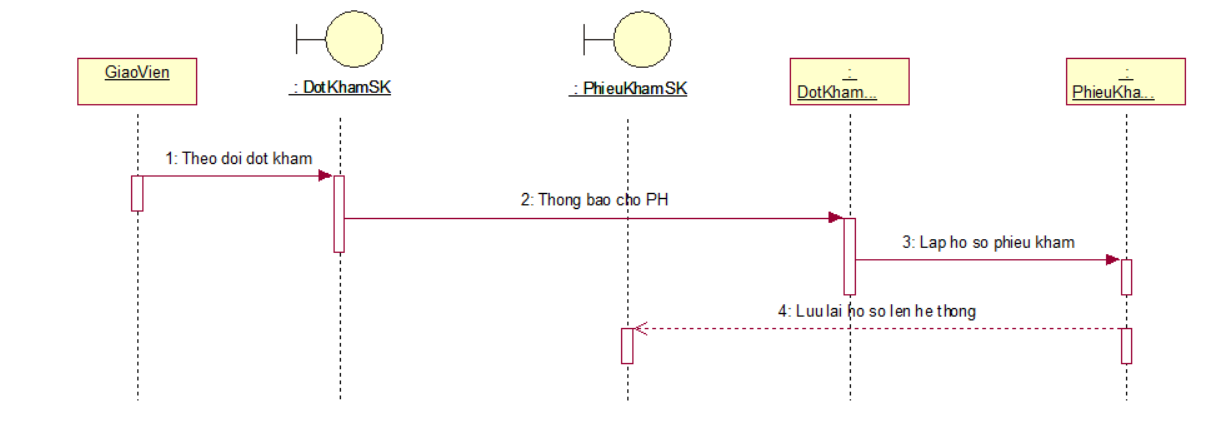 GiaoVien
: DotKhamSK
: PhieuKhamSK
:
DotKham...
:
PhieuKha...
1: Theo doi dot kham
2: Thong bao cho PH
3: Lap ho so phieu kham
4: Luu lai ho so len he thong